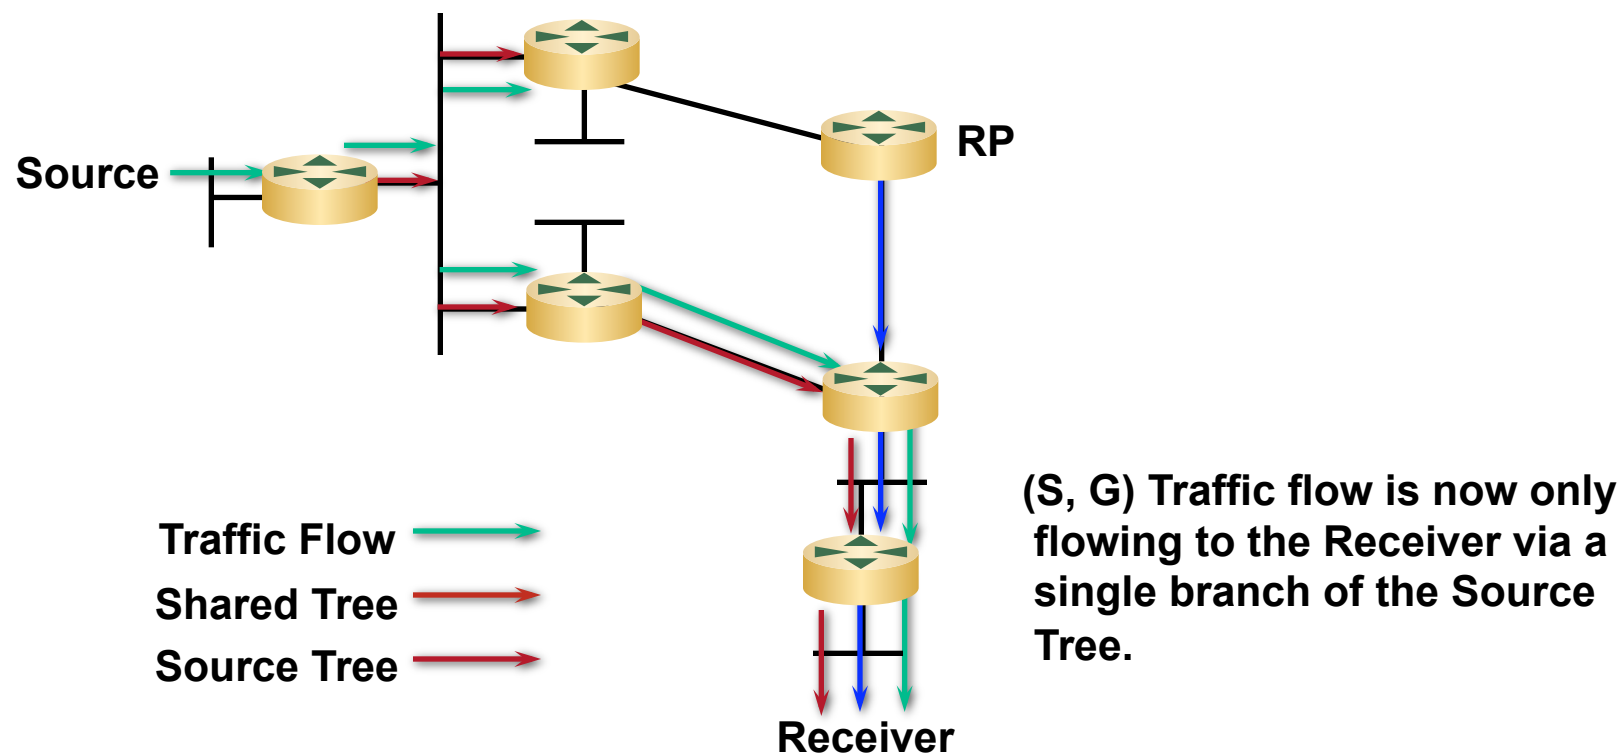 RP
Source
(S, G) Traffic flow is now only
flowing to the Receiver via a
single branch of the Source
Tree.
Traffic Flow
Shared Tree
Source Tree
Receiver